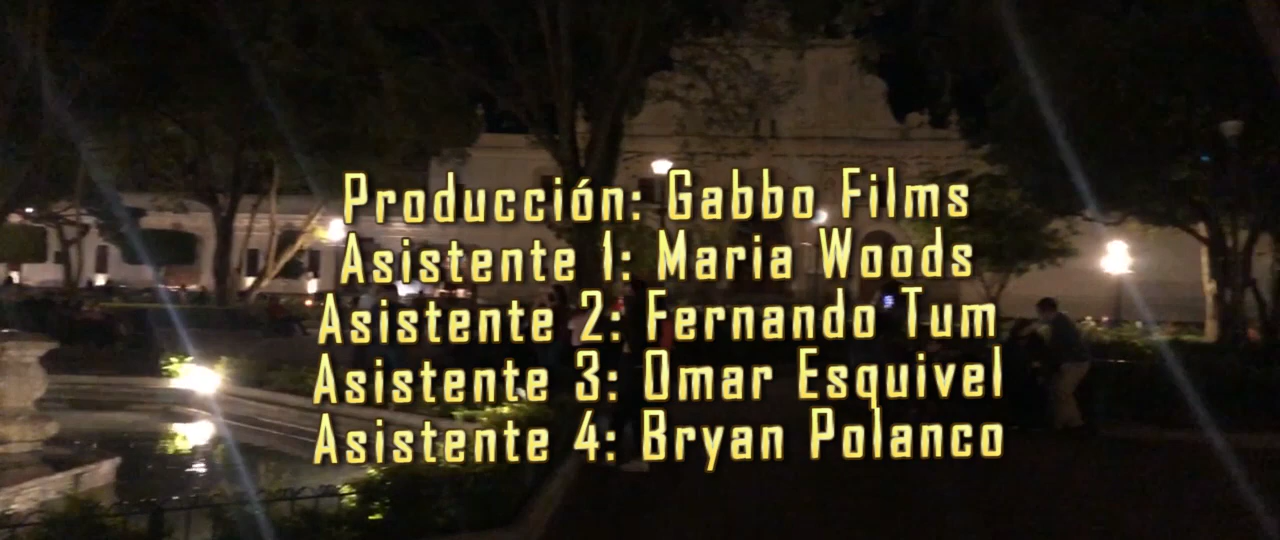 Producción: Gabbo Films
Asistente 1: Maria Woods
Asistente 2: Fernando Tum
Asistente 3: Omar Esquivel
Asistente 4: Bryan Polanco